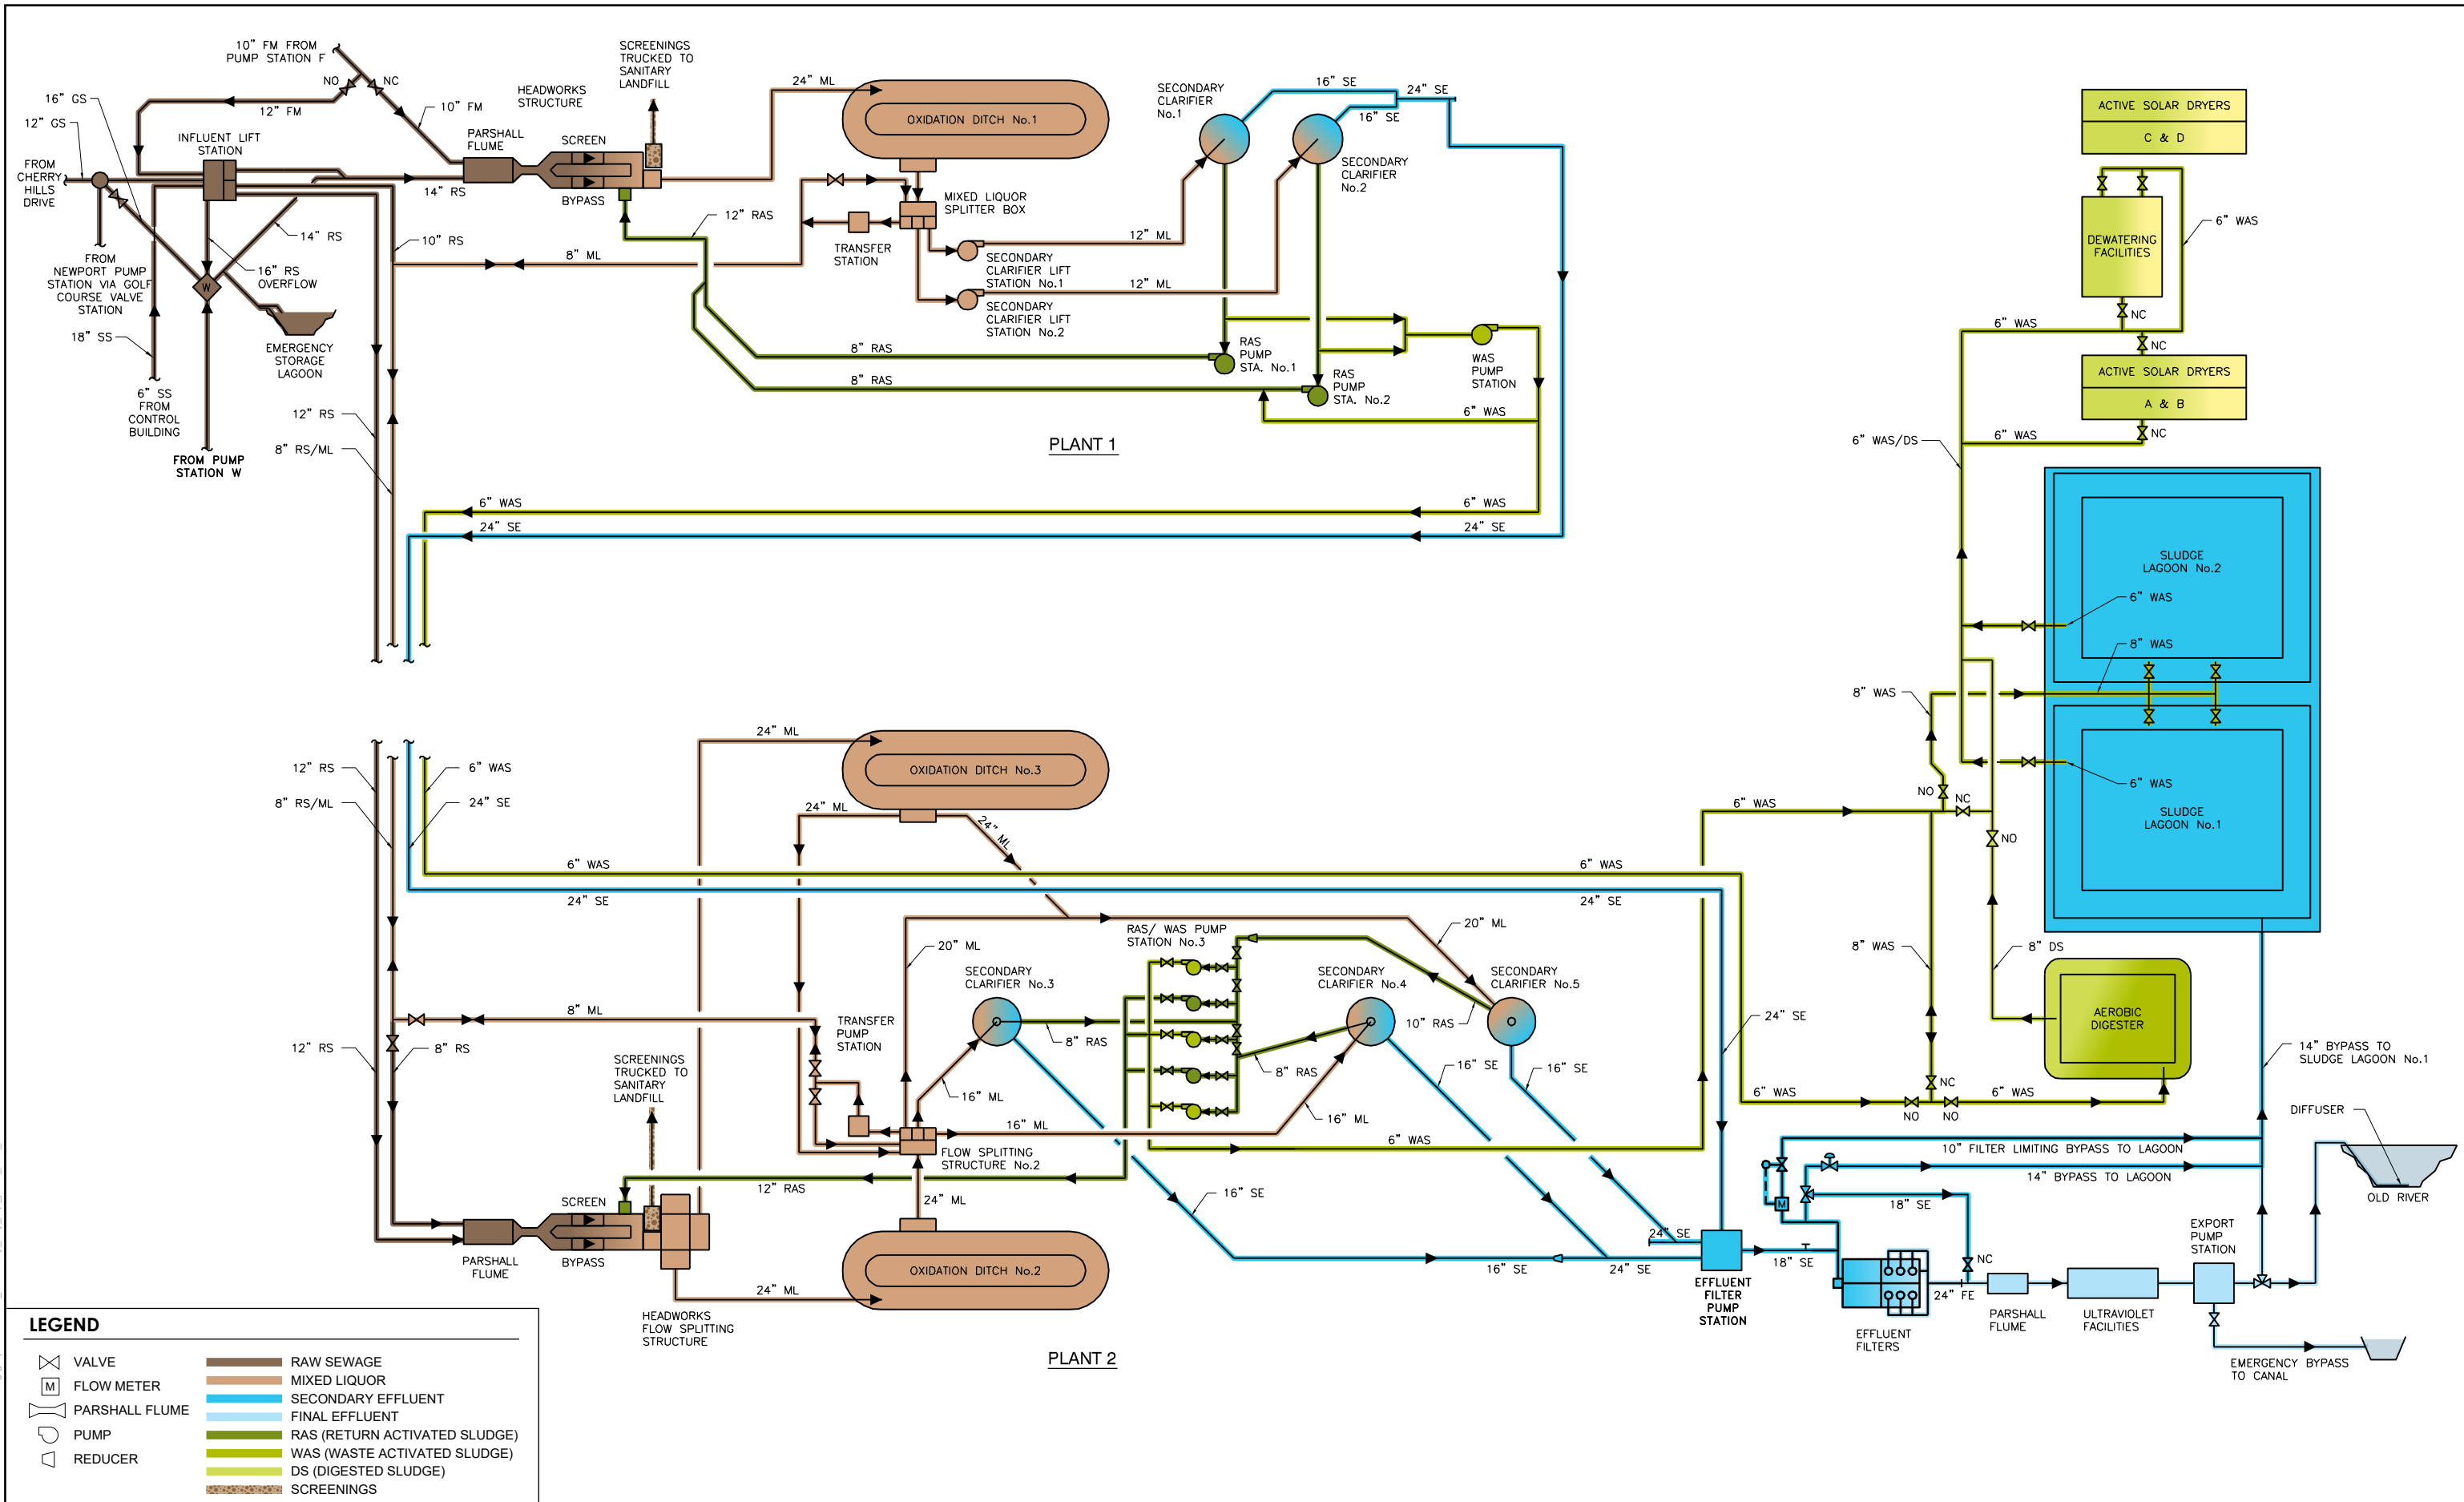 10" FM FROM
PUMP STATION F
NO
NC
16" GS
12" GS
12" FM
10" FM
FROM
CHERRY
HILLS
DRIVE
INFLUENT LIFT
STATION
PARSHALL
FLUME
HEADWORKS
STRUCTURE
SCREEN
BYPASS
SCREENINGS
TRUCKED TO
SANITARY
LANDFILL
14" RS
14" RS
10" RS
16" RS
OVERFLOW
W
FROM
NEWPORT PUMP
STATION VIA GOLF
COURSE VALVE
STATION
18" SS
6" SS
FROM
CONTROL
BUILDING
FROM PUMP
STATION W
EMERGENCY
STORAGE
LAGOON
12" RS
8" RS/ML
24" ML
OXIDATION DITCH No.1
MIXED LIQUOR
SPLITTER BOX
TRANSFER
STATION
12" RAS
8" ML
SECONDARY
CLARIFIER LIFT
STATION No.1
SECONDARY
CLARIFIER LIFT
STATION No.2
12" ML
12" ML
SECONDARY
CLARIFIER
No.1
SECONDARY
CLARIFIER
No.2
16" SE
16" SE
24" SE
8" RAS
8" RAS
RAS
PUMP
STA. No.1
RAS
PUMP
STA. No.2
WAS
PUMP
STATION
6" WAS
PLANT 1
6" WAS
6" WAS
24" SE
24" SE
ACTIVE SOLAR DRYERS
C & D
DEWATERING
FACILITIES
6" WAS
NC
6" WAS
NC
ACTIVE SOLAR DRYERS
A & B
NC
6" WAS
6" WAS/DS
SLUDGE
LAGOON No.2
6" WAS
8" WAS
8" WAS
6" WAS
SLUDGE
LAGOON No.1
NO
NC
NO
6" WAS
8" WAS
8" DS
AEROBIC
DIGESTER
NC
6" WAS
NO
NO
6" WAS
14" BYPASS TO
SLUDGE LAGOON No.1
12" RS
8" RS/ML
6" WAS
24" SE
24" ML
OXIDATION DITCH No.3
24" ML
24" ML
6" WAS
6" WAS
24" SE
24" SE
20" ML
RAS/ WAS PUMP
STATION No.3
20" ML
SECONDARY
CLARIFIER No.3
SECONDARY
CLARIFIER No.4
SECONDARY
CLARIFIER No.5
8" ML
TRANSFER
PUMP
STATION
8" RAS
10" RAS
8" RAS
24" SE
12" RS
8" RS
SCREENINGS
TRUCKED TO
SANITARY
LANDFILL
16" ML
16" ML
16" ML
16" SE
16" SE
FLOW SPLITTING
STRUCTURE No.2
6" WAS
12" RAS
24" ML
16" SE
SCREEN
BYPASS
PARSHALL
FLUME
OXIDATION DITCH No.2
24" ML
HEADWORKS
FLOW SPLITTING
STRUCTURE
16" SE
24" SE
24" SE
EFFLUENT
FILTER
PUMP
STATION
18" SE
M
10" FILTER LIMITING BYPASS TO LAGOON
14" BYPASS TO LAGOON
18" SE
NC
24" FE
EFFLUENT
FILTERS
PARSHALL
FLUME
ULTRAVIOLET
FACILITIES
EXPORT
PUMP
STATION
DIFFUSER
OLD RIVER
EMERGENCY BYPASS
TO CANAL
PLANT 2
LEGEND
VALVE
M FLOW METER
PARSHALL FLUME
PUMP
REDUCER
RAW SEWAGE
MIXED LIQUOR
SECONDARY EFFLUENT
FINAL EFFLUENT
RAS (RETURN ACTIVATED SLUDGE)
WAS (WASTE ACTIVATED SLUDGE)
DS (DIGESTED SLUDGE)
SCREENINGS